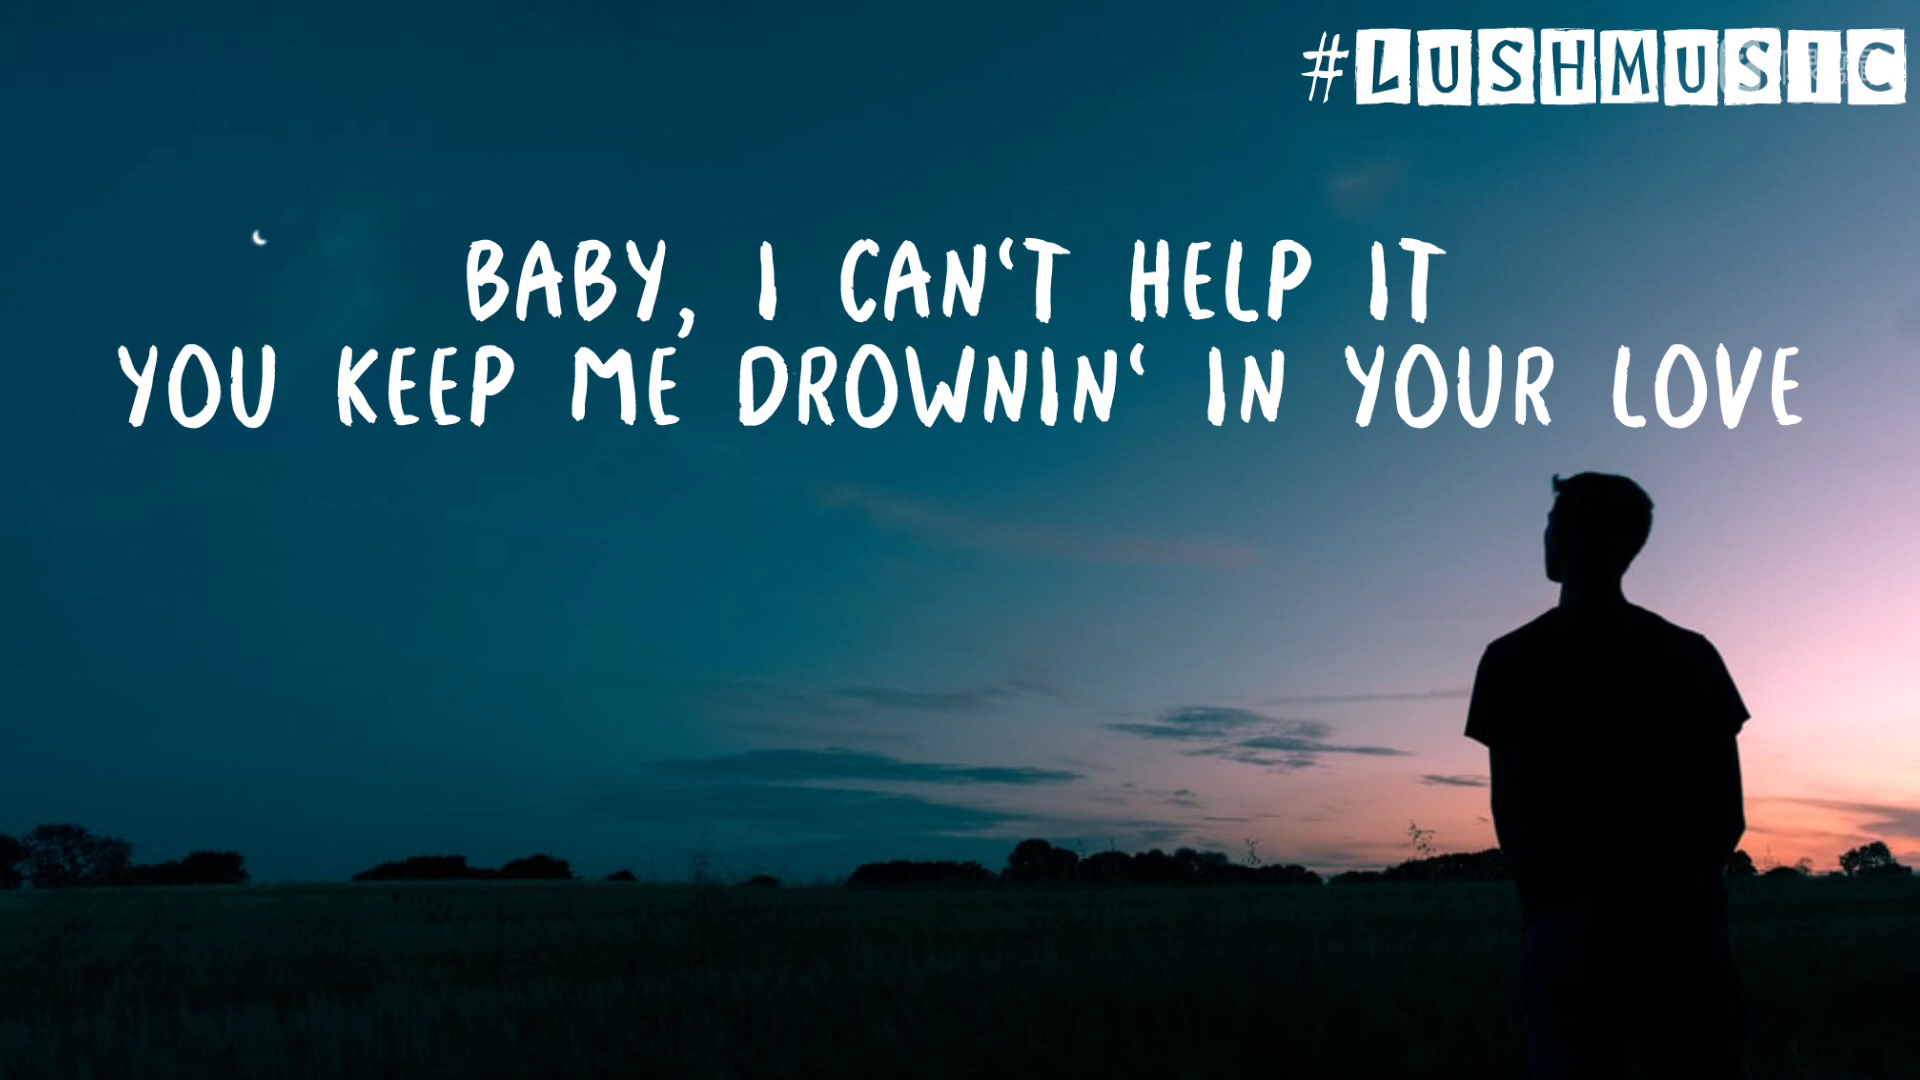 #LUSHMUSIC
BABY, I CAN‘T HELP IT
YOU KEEP ME DROWNIN‘ IN YOUR LOVE